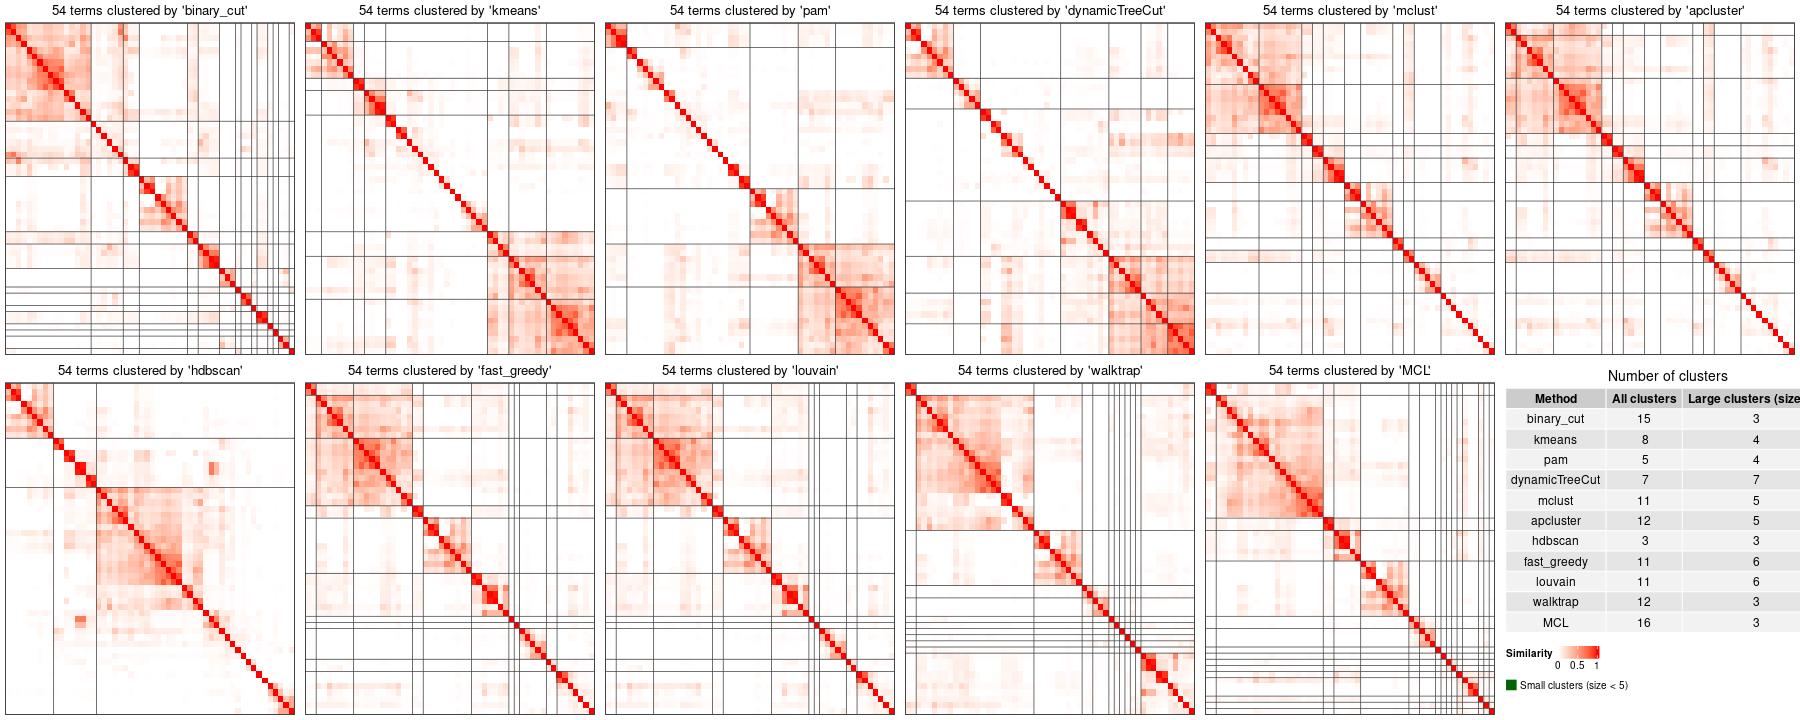 54 terms clustered by 'binary_cut'
54 terms clustered by 'kmeans'
54 terms clustered by 'pam'
54 terms clustered by 'dynamicTreeCut'
54 terms clustered by 'mclust'
54 terms clustered by 'apcluster'
54 terms clustered by 'hdbscan'
54 terms clustered by 'fast_greedy'
54 terms clustered by 'louvain'
54 terms clustered by 'walktrap'
54 terms clustered by 'MCL'
Number of clusters
Method All clusters Large clusters (size
binary_cut 15 3
kmeans 8 4
pam 5 4
dynamicTreeCut 7 7
mclust 11 5
apcluster 12 5
hdbscan 3 3
fast_greedy 11 6
louvain 11 6
walktrap 12 3
MCL 16 3
Similarity
0 0.5 1
Small clusters (size < 5)